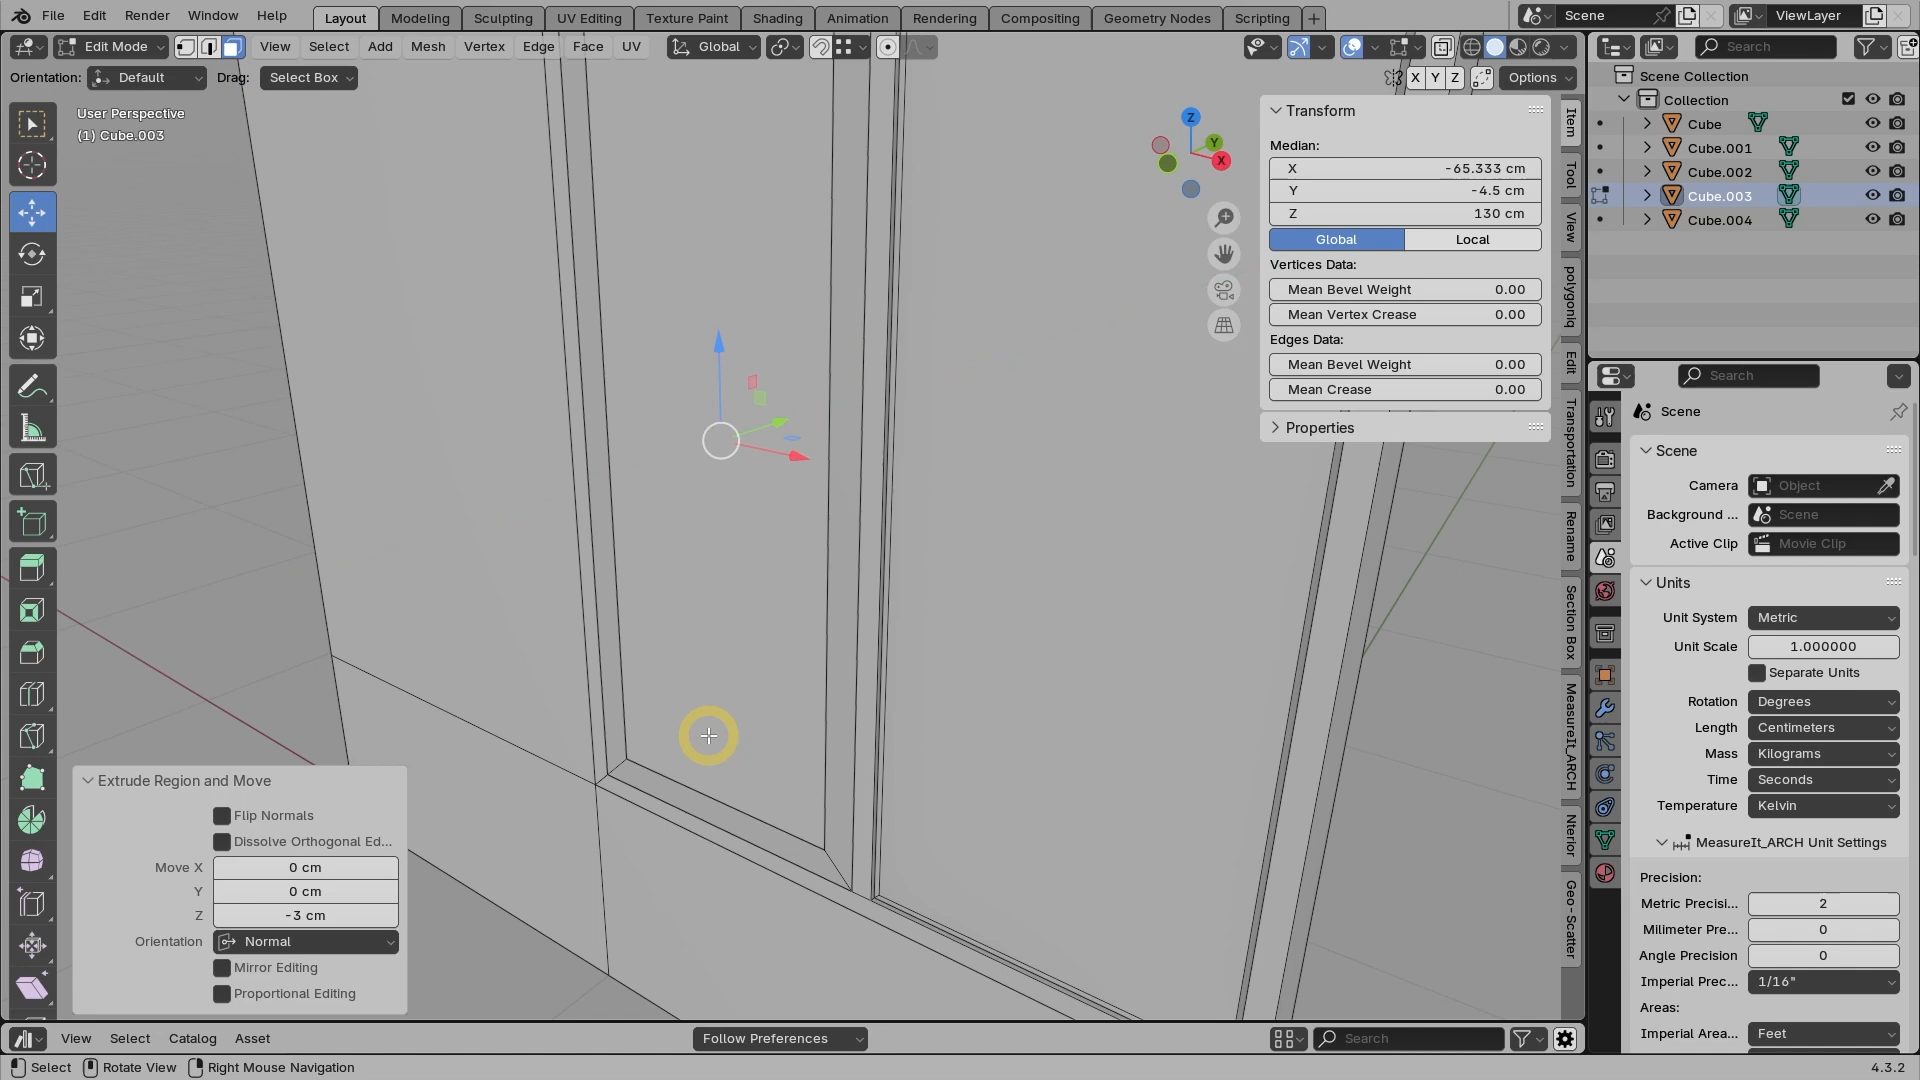 File Edit Render Window Help
Layout Modeling Sculpting UV Editing Texture Paint Shading Animation Rendering Compositing Geometry Nodes Scripting +
Scene
ViewLayer
Edit Mode
View Select Add Mesh Vertex Edge Face UV
Global
Search
Orientation: Default Drag: Select Box
X Y Z Options
User Perspective
(1) Cube.003
Z
Y
X
Transform
Median:
X -65.333 cm
Y -4.5 cm
Z 130 cm
Global Local
Vertices Data:
Mean Bevel Weight 0.00
Mean Vertex Crease 0.00
Edges Data:
Mean Bevel Weight 0.00
Mean Crease 0.00
Properties
Item
Tool
View
polygoniq
Edit
Transportation
Rename
Section Box
MeasureIt_ARCH
Nterior
Geo-Scatter
Scene Collection
Collection
Cube
Cube.001
Cube.002
Cube.003
Cube.004
Search
Scene
Scene
Camera Object
Background ... Scene
Active Clip Movie Clip
Units
Unit System Metric
Unit Scale 1.000000
Separate Units
Rotation Degrees
Length Centimeters
Mass Kilograms
Time Seconds
Temperature Kelvin
MeasureIt_ARCH Unit Settings
Precision:
Metric Precisi... 2
Milimeter Pre... 0
Angle Precision 0
Imperial Prec... 1/16"
Areas:
Imperial Area... Feet
Extrude Region and Move
Flip Normals
Dissolve Orthogonal Ed...
Move X 0 cm
Y 0 cm
Z -3 cm
Orientation Normal
Mirror Editing
Proportional Editing
View Select Catalog Asset
Follow Preferences
Search
Select Rotate View Right Mouse Navigation
4.3.2